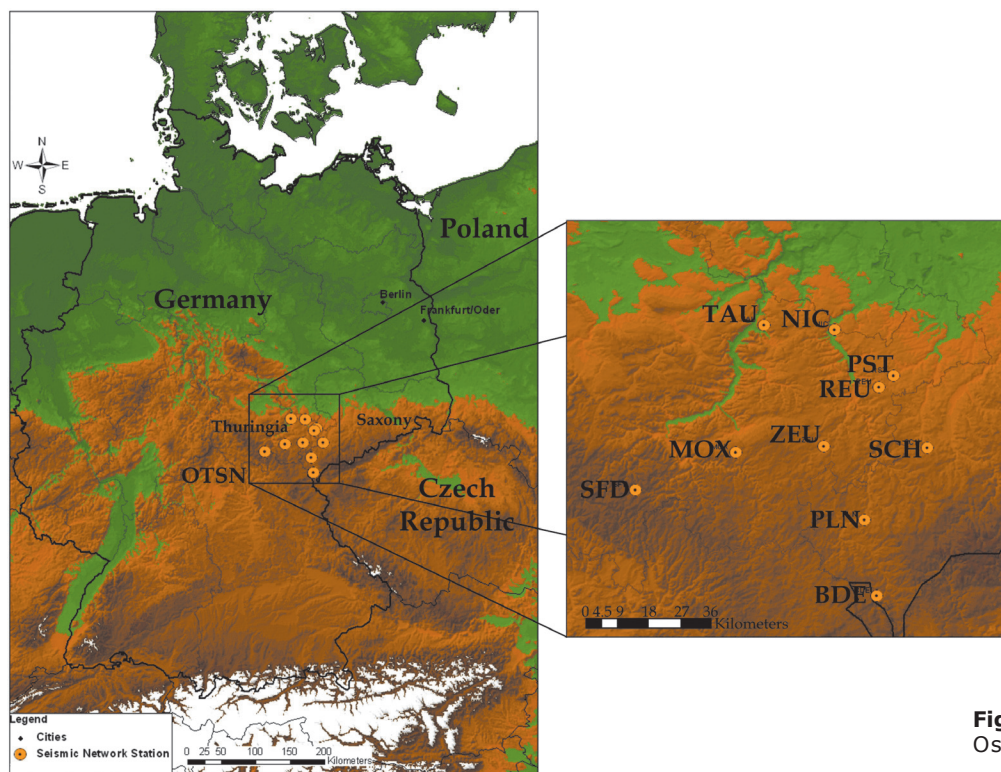 N
W E
S
Poland
Germany
Berlin
Frankfurt/Oder
Thuringia
Saxony
OTSN
Czech
Republic
Legend
Cities
Seismic Network Station
0 25 50 100 150 200
Kilometers
TAU
NIC
PST
REU
MOX
ZEU
SCH
SFD
PLN
BDE
0 4,5 9 18 27 36
Kilometers
Fig
Os